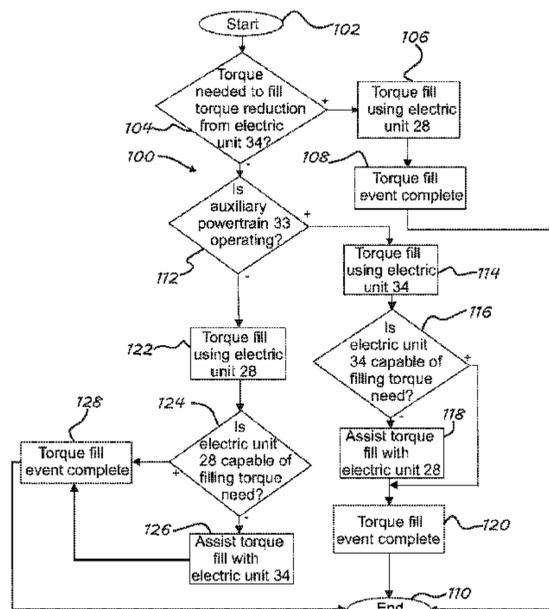 Start
102
Torque
needed to fill
torque reduction
from electric
unit 34?
+
-
104
100
106
Torque fill
using electric
unit 28
108
Torque fill
event complete
Is
auxiliary
powertrain 33
operating?
+
-
112
Torque fill
using electric
unit 34
114
116
Is
electric unit
34 capable of
filling torque
need?
+
-
118
Assist torque
fill with
electric unit 28
Torque fill
event complete
120
122
Torque fill
using electric
unit 28
124
Is
electric unit
28 capable of
filling torque
need?
+
-
128
Torque fill
event complete
126
Assist torque
fill with
electric unit 34
110
End